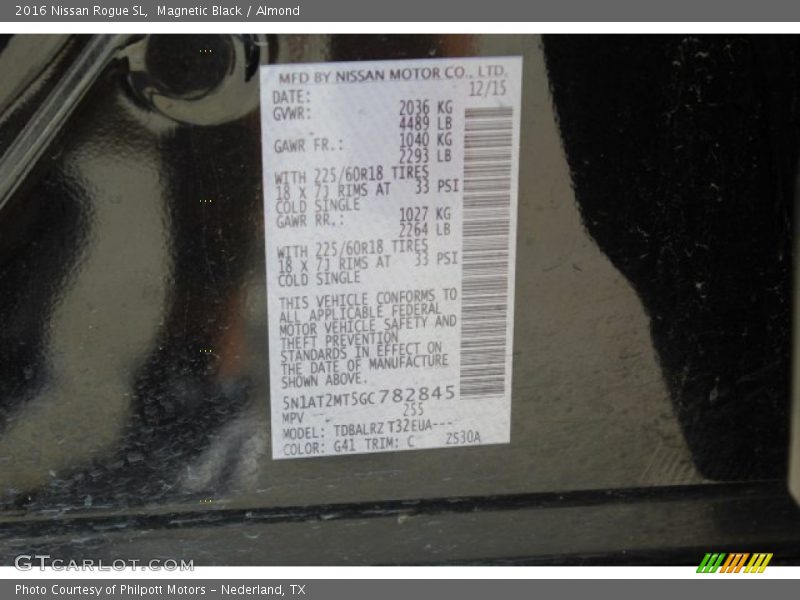 2016 Nissan Rogue SL, Magnetic Black / Almond
MFD BY NISSAN MOTOR CO., LTD.
DATE: 12/15
GVWR: 2036 KG
4489 LB
GAWR FR.: 1040 KG
2293 LB
WITH 225/60R18 TIRES
18 X 7J RIMS AT 33 PSI
COLD SINGLE
GAWR RR.: 1027 KG
2264 LB
WITH 225/60R18 TIRES
18 X 7J RIMS AT 33 PSI
COLD SINGLE
THIS VEHICLE CONFORMS TO
ALL APPLICABLE FEDERAL
MOTOR VEHICLE SAFETY AND
THEFT PREVENTION
STANDARDS IN EFFECT ON
THE DATE OF MANUFACTURE
SHOWN ABOVE.
5N1AT2MT5GC782845
MPV -- 255
MODEL: TDBALRZ T32EUA---
COLOR: G41 TRIM: C 2S30A
GTCARLOT.COM
Photo Courtesy of Philpott Motors - Nederland, TX